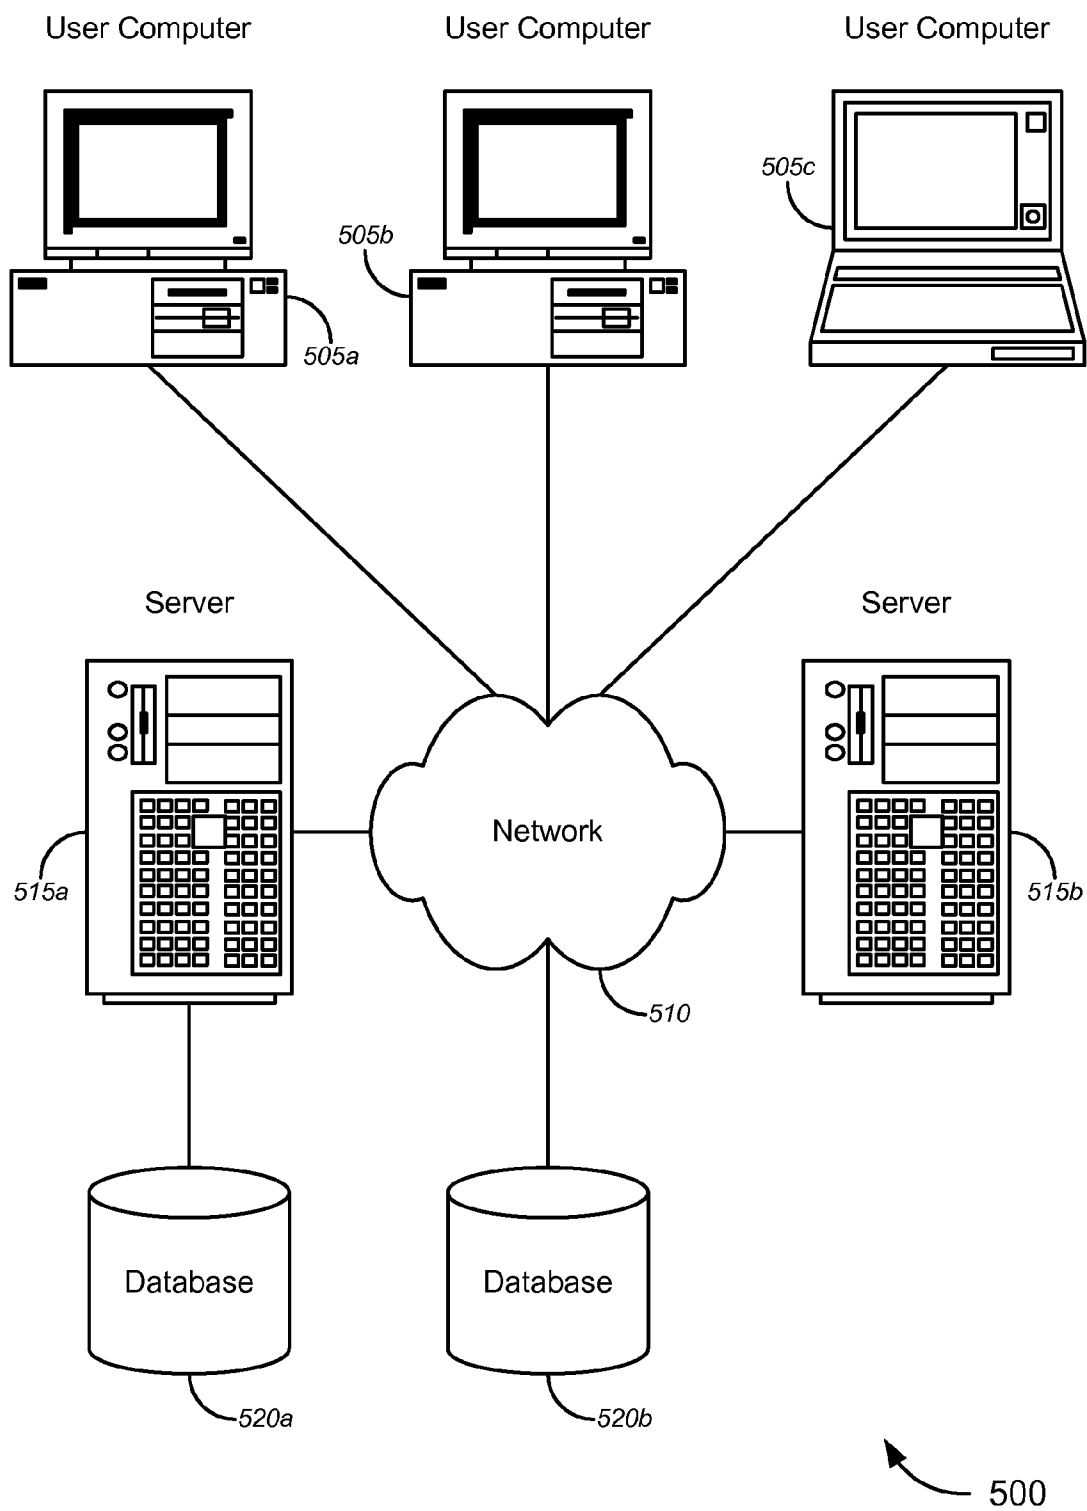 User Computer
User Computer
User Computer
505c
505b
505a
Server
Server
Network
515a
515b
510
Database
Database
520a
520b
500